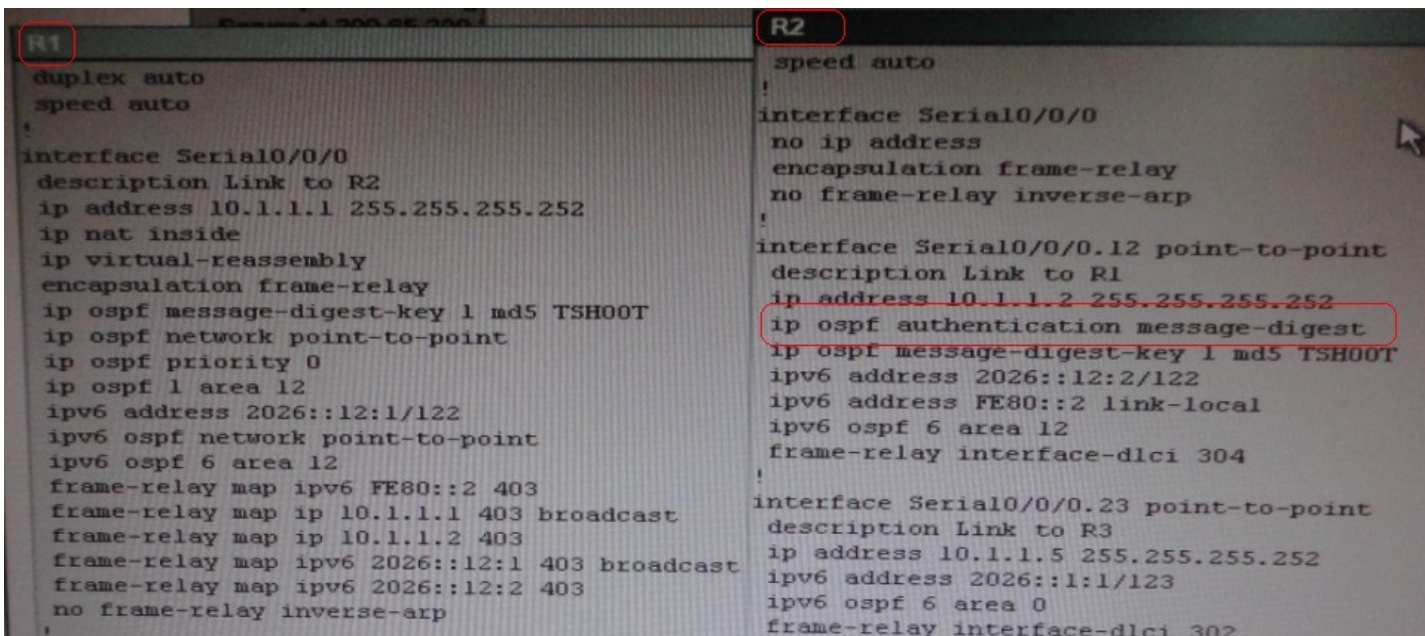 R1
duplex auto
speed auto
!
interface Serial0/0/0
description Link to R2
ip address 10.1.1.1 255.255.255.252
ip nat inside
ip virtual-reassembly
encapsulation frame-relay
ip ospf message-digest-key 1 md5 TSHOOT
ip ospf network point-to-point
ip ospf priority 0
ip ospf 1 area 12
ipv6 address 2026::12:1/122
ipv6 ospf network point-to-point
ipv6 ospf 6 area 12
frame-relay map ipv6 FE80::2 403
frame-relay map ip 10.1.1.1 403 broadcast
frame-relay map ip 10.1.1.2 403
frame-relay map ipv6 2026::12:1 403 broadcast
frame-relay map ipv6 2026::12:2 403
no frame-relay inverse-arp
!
R2
speed auto
!
interface Serial0/0/0
no ip address
encapsulation frame-relay
no frame-relay inverse-arp
!
interface Serial0/0/0.12 point-to-point
description Link to R1
ip address 10.1.1.2 255.255.255.252
ip ospf authentication message-digest
ip ospf message-digest-key 1 md5 TSHOOT
ipv6 address 2026::12:2/122
ipv6 address FE80::2 link-local
ipv6 ospf 6 area 12
frame-relay interface-dlci 304
!
interface Serial0/0/0.23 point-to-point
description Link to R3
ip address 10.1.1.5 255.255.255.252
ipv6 address 2026::1:1/123
ipv6 ospf 6 area 0
frame-relay interface-dlci 302